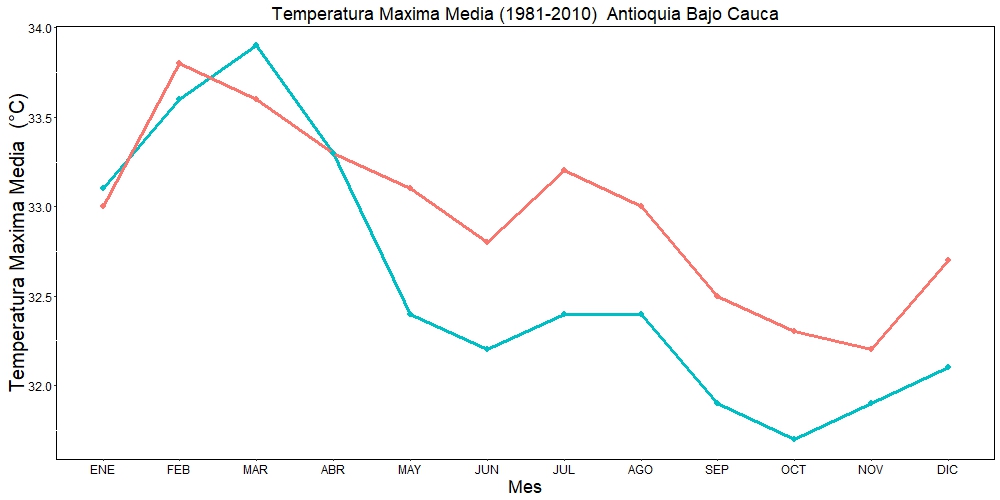 Temperatura Maxima Media (1981-2010)  Antioquia Bajo Cauca
Temperatura Maxima Media  (°C)
34.0
33.5
33.0
32.5
32.0
ENE FEB MAR ABR MAY JUN JUL AGO SEP OCT NOV DIC
Mes